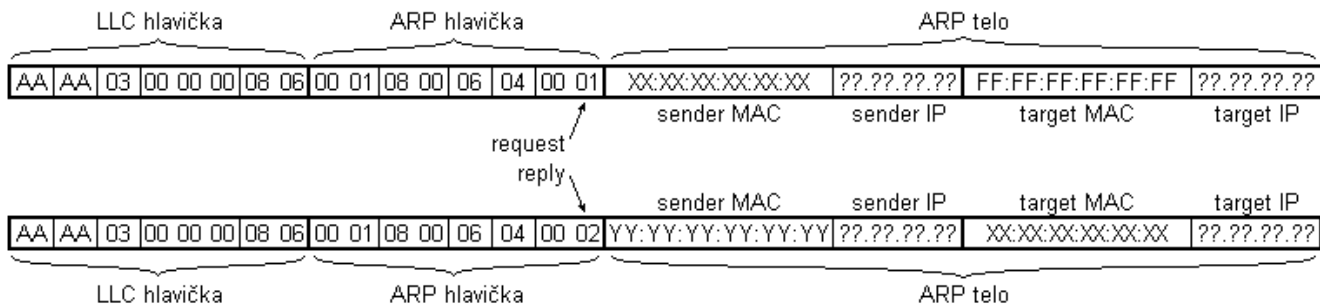 LLC hlavička ARP hlavička ARP telo
AA AA 03 00 00 00 08 06 00 01 08 00 06 04 00 01 XX:XX:XX:XX:XX:XX ??.??.??.?? FF:FF:FF:FF:FF:FF ??.??.??.??
sender MAC sender IP target MAC target IP
request
reply
sender MAC sender IP target MAC target IP
AA AA 03 00 00 00 08 06 00 01 08 00 06 04 00 02 YY:YY:YY:YY:YY:YY ??.??.??.?? XX:XX:XX:XX:XX:XX ??.??.??.??
LLC hlavička ARP hlavička ARP telo